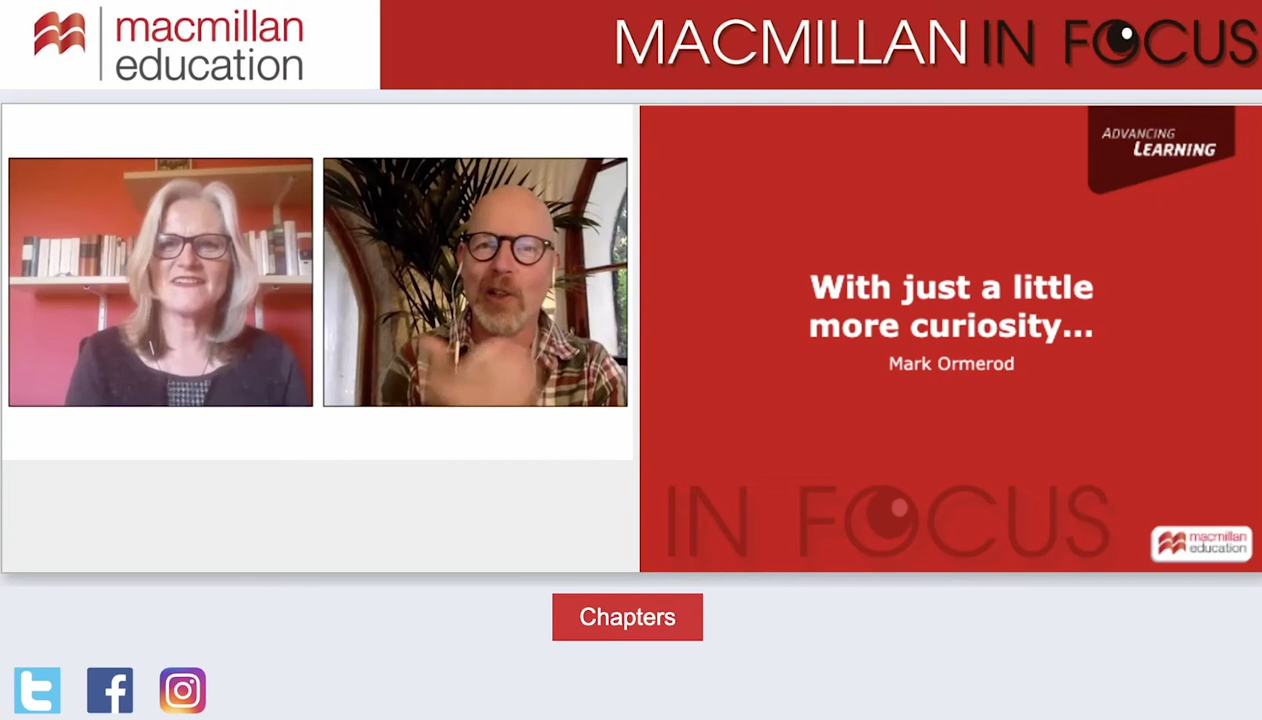 macmillan
education
MACMILLAN IN FOCUS
ADVANCING
LEARNING
With just a little
more curiosity...
Mark Ormerod
IN FOCUS
macmillan
education
Chapters